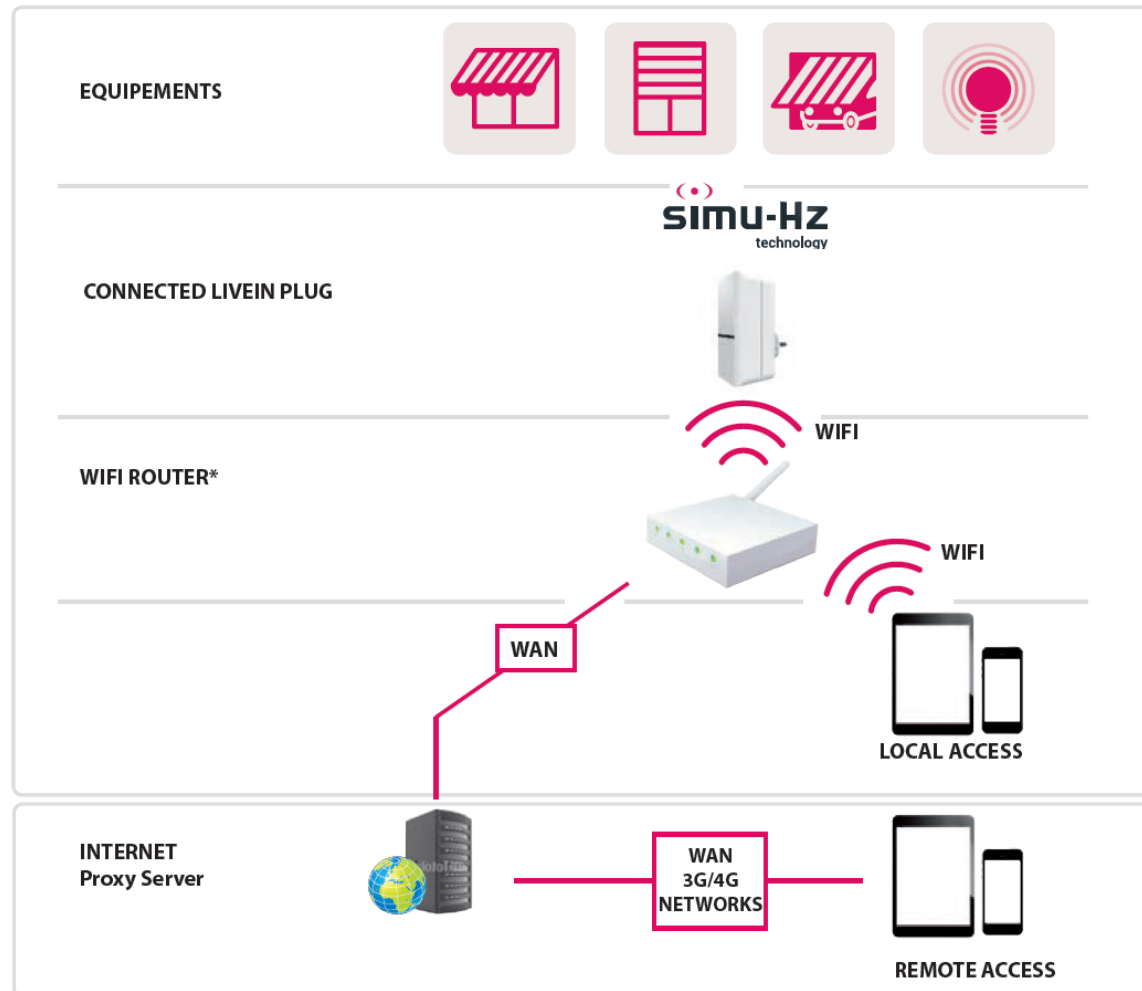 EQUIPEMENTS
simu-Hz
technology
CONNECTED LIVEIN PLUG
WIFI
WIFI ROUTER*
WIFI
WAN
LOCAL ACCESS
INTERNET
Proxy Server
WAN
3G/4G
NETWORKS
REMOTE ACCESS